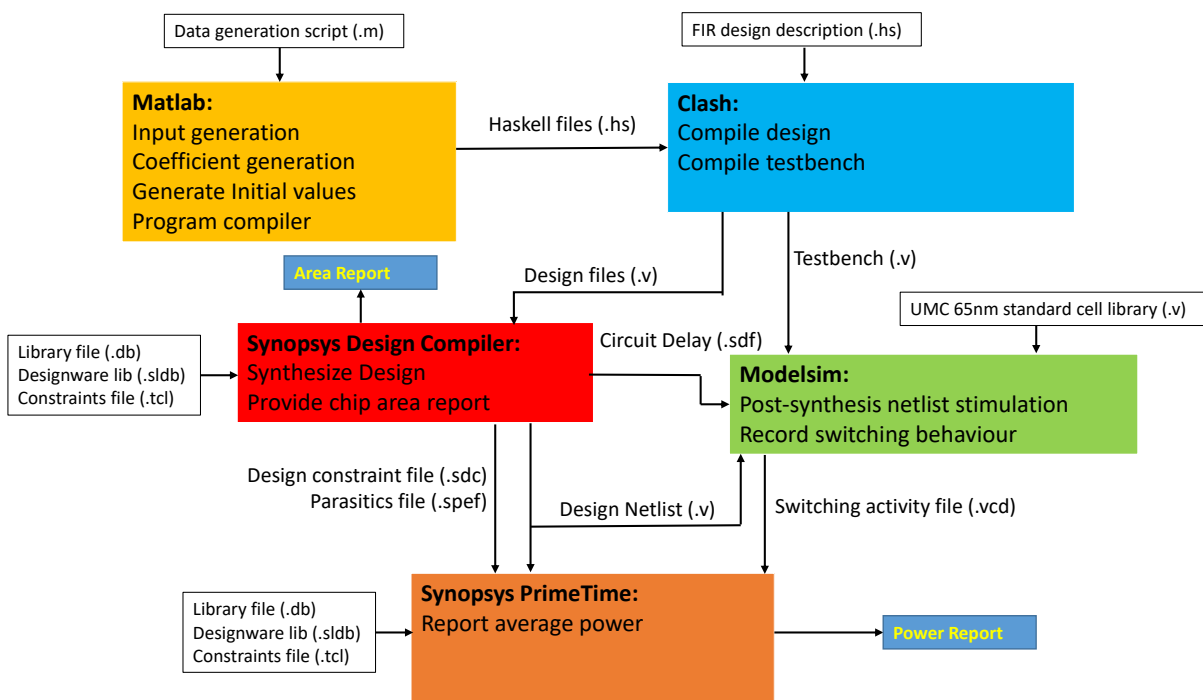 Data generation script (.m)
FIR design description (.hs)
Matlab:
Input generation
Coefficient generation
Generate Initial values
Program compiler
Haskell files (.hs)
Clash:
Compile design
Compile testbench
Area Report
Design files (.v)
Testbench (.v)
UMC 65nm standard cell library (.v)
Library file (.db)
Designware lib (.sldb)
Constraints file (.tcl)
Synopsys Design Compiler:
Synthesize Design
Provide chip area report
Circuit Delay (.sdf)
Modelsim:
Post-synthesis netlist stimulation
Record switching behaviour
Design constraint file (.sdc)
Parasitics file (.spef)
Design Netlist (.v)
Switching activity file (.vcd)
Library file (.db)
Designware lib (.sldb)
Constraints file (.tcl)
Synopsys PrimeTime:
Report average power
Power Report